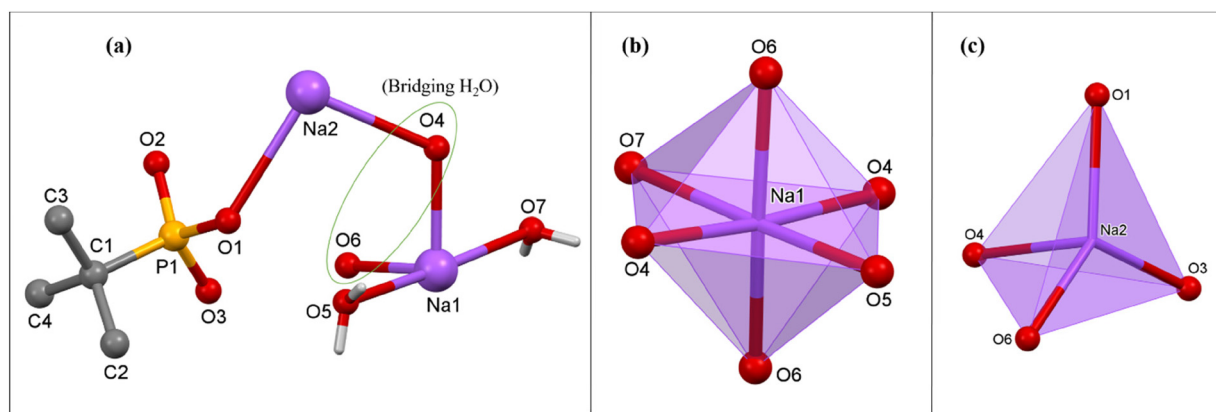 (a)
(Bridging H₂O)
Na2
O4
O2
C3
O7
O1
C1
O6
P1
C4
O3
O5
Na1
C2
(b)
O6
O7
O4
Na1
O4
O5
O6
(c)
O1
O4
Na2
O3
O6